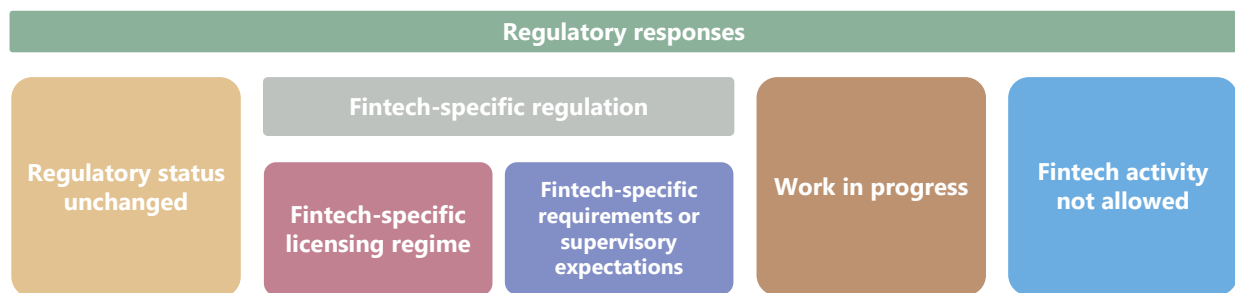 Regulatory responses
Regulatory status
unchanged
Fintech-specific regulation
Fintech-specific
licensing regime
Fintech-specific
requirements or
supervisory
expectations
Work in progress
Fintech activity
not allowed